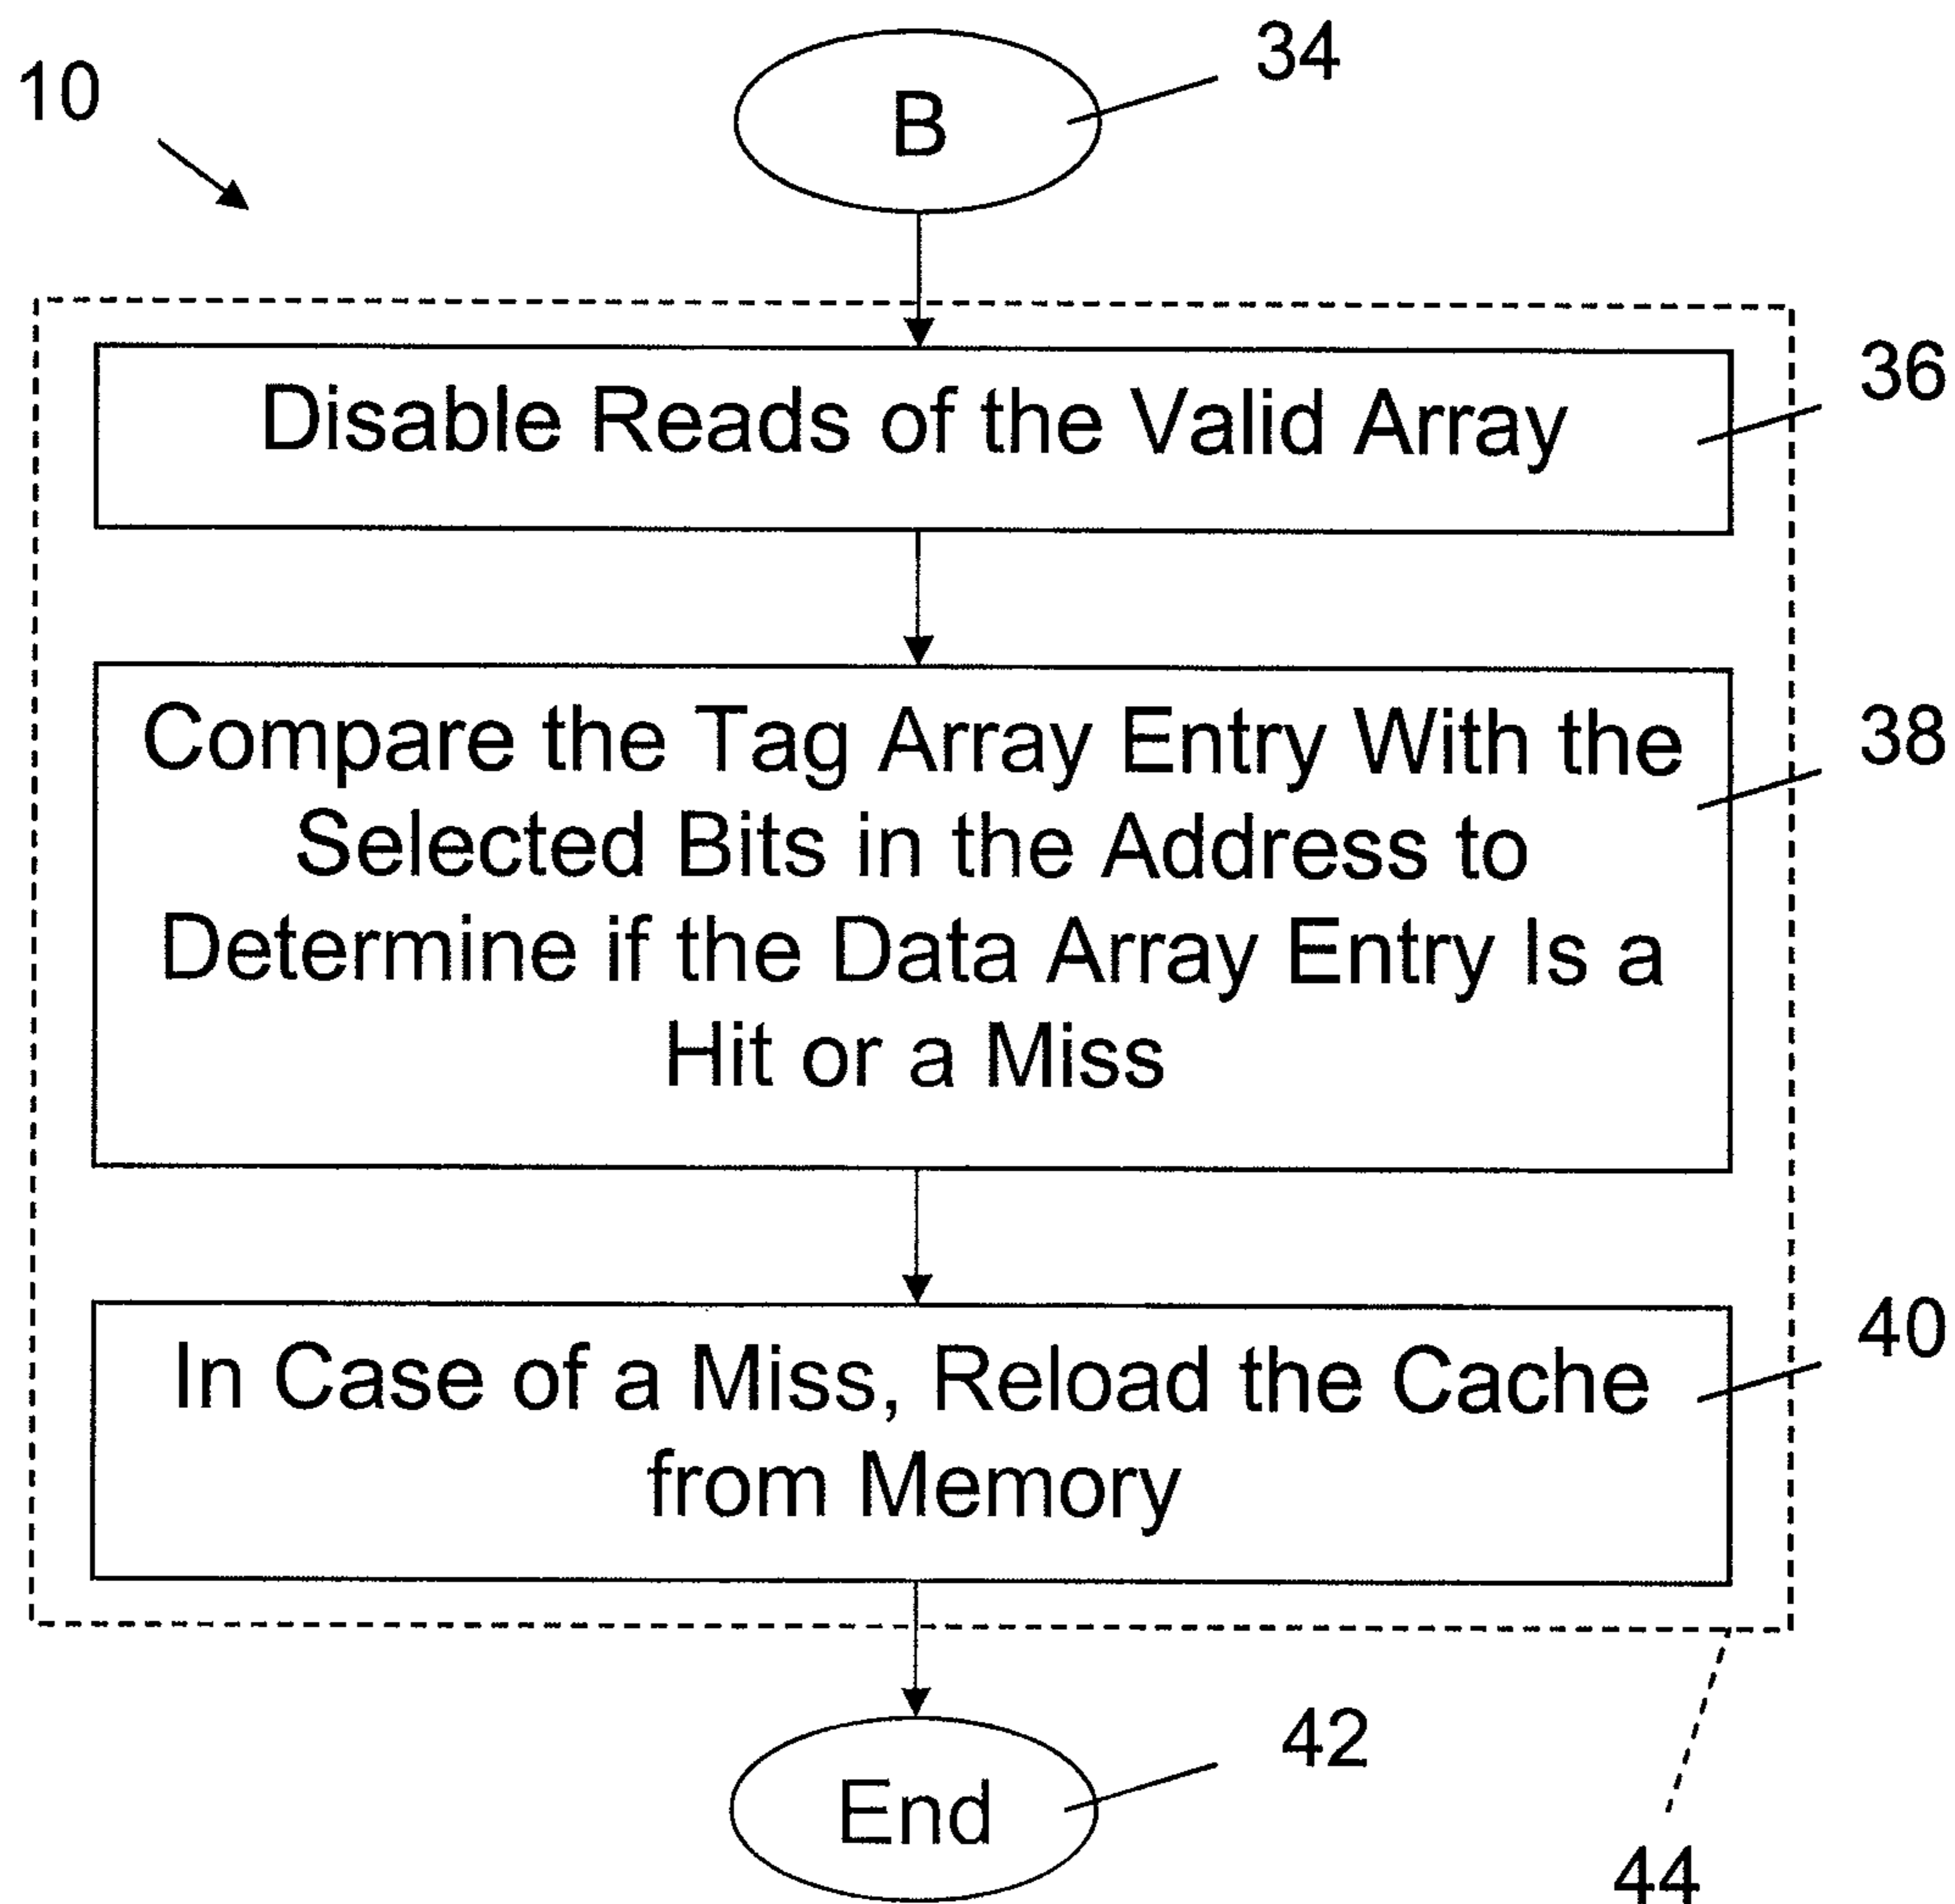 10
B
34
Disable Reads of the Valid Array
36
Compare the Tag Array Entry With the
Selected Bits in the Address to
Determine if the Data Array Entry Is a
Hit or a Miss
38
In Case of a Miss, Reload the Cache
from Memory
40
End
42
44